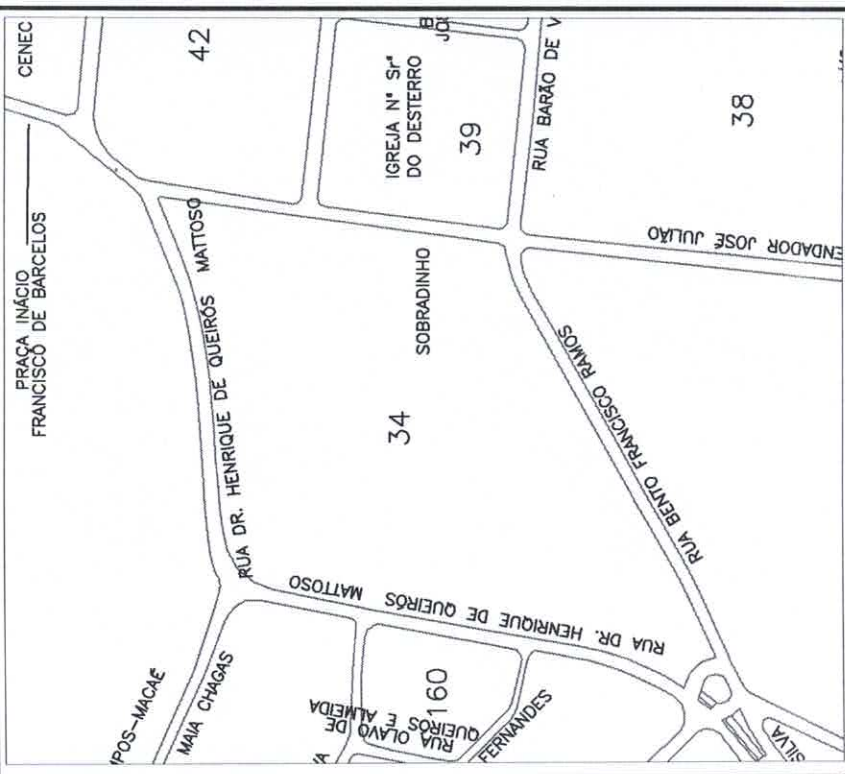 CENEC
42
PRAÇA INÁCIO
FRANCISCO DE BARCELOS
IGREJA Nª Srª
DO DESTERRO
39
RUA BARÃO DE V
38
RUA DR. HENRIQUE DE QUEIRÓS MATTOSO
SOBRADINHO
ENDADOR JOSÉ JULIÃO
34
RUA BENTO FRANCISCO RAMOS
RUA DR. HENRIQUE DE QUEIRÓS MATTOSO
POS-MACAÉ
MAIA CHAGAS
160
RUA OLAVO DE
QUEIRÓS E ALMEIDA
FERNANDES
SILVA